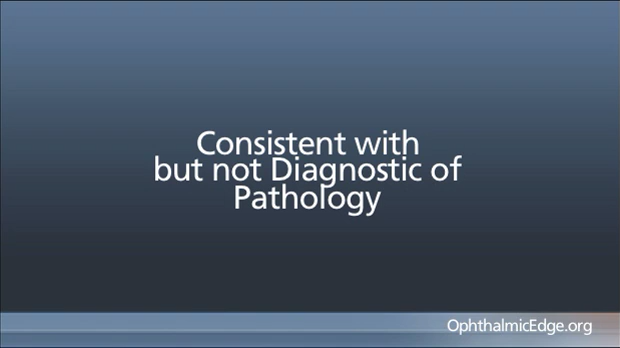 Consistent with
but not Diagnostic of
Pathology
OphthalmicEdge.org